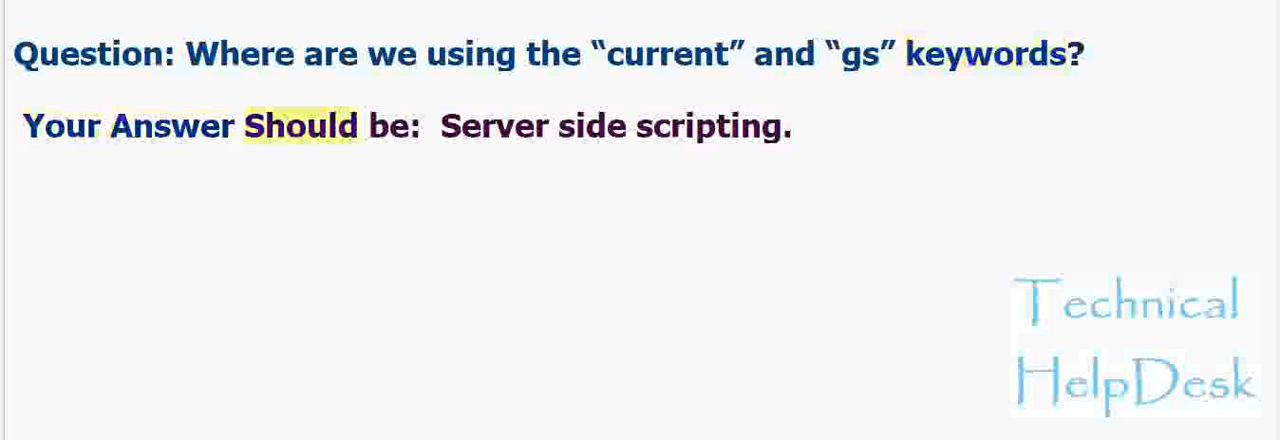 Question: Where are we using the “current” and “gs” keywords?
Your Answer Should be: Server side scripting.
Technical
HelpDesk